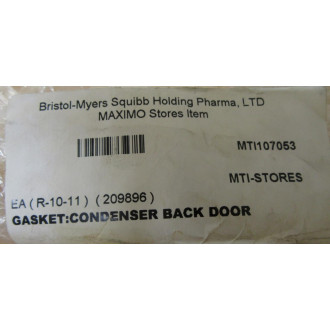 Bristol-Myers Squibb Holding Pharma, LTD
MAXIMO Stores Item
MTI107053
MTI-STORES
EA ( R-10-11 ) ( 209896 )
GASKET:CONDENSER BACK DOOR